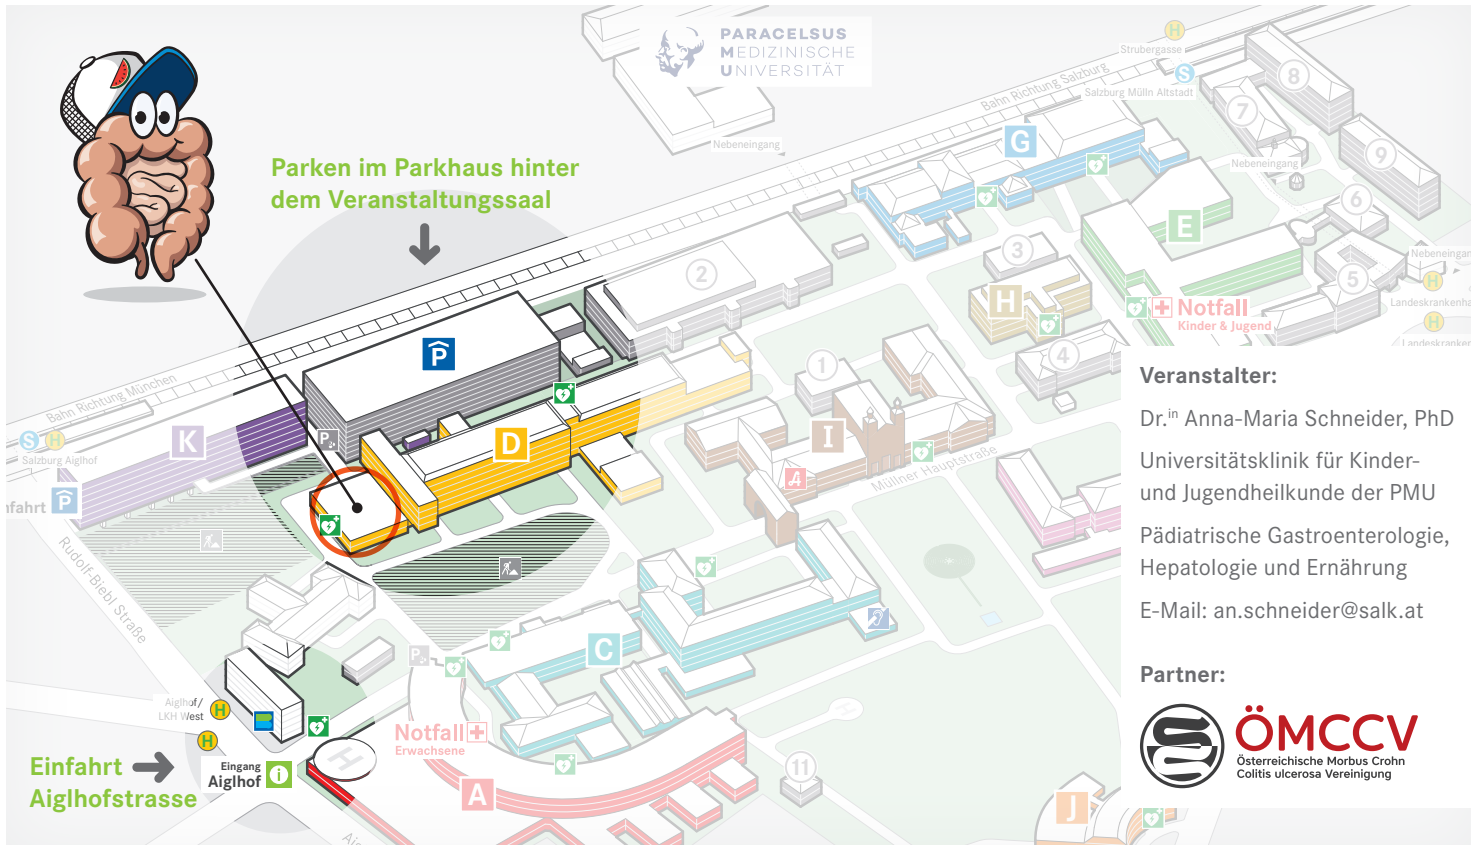 PARACELSUS
MEDIZINISCHE
UNIVERSITÄT
H
Strubergasse
S
Salzburg Mülln Altstadt
Bahn Richtung Salzburg
Nebeneingang
8
7
9
Nebeneingang
G
E
6
Parken im Parkhaus hinter
dem Veranstaltungssaal
2
3
H
5
Nebeneingan
H
Landeskrankenha
H
Landeskranken
Notfall
Kinder & Jugend
P
4
1
Bahn Richtung München
K
P
D
I
S H
Salzburg Aiglhof
nfahrt P
Müllner Hauptstraße
Rudolf-Biebl Straße
C
P
Aiglhof/
LKH West
H
H
Notfall
Erwachsene
H
H
Einfahrt
Aiglhofstrasse
Eingang
Aiglhof
i
A
11
J
Veranstalter:
Dr.in Anna-Maria Schneider, PhD
Universitätsklinik für Kinder-
und Jugendheilkunde der PMU
Pädiatrische Gastroenterologie,
Hepatologie und Ernährung
E-Mail: an.schneider@salk.at
Partner:
ÖMCCV
Österreichische Morbus Crohn
Colitis ulcerosa Vereinigung